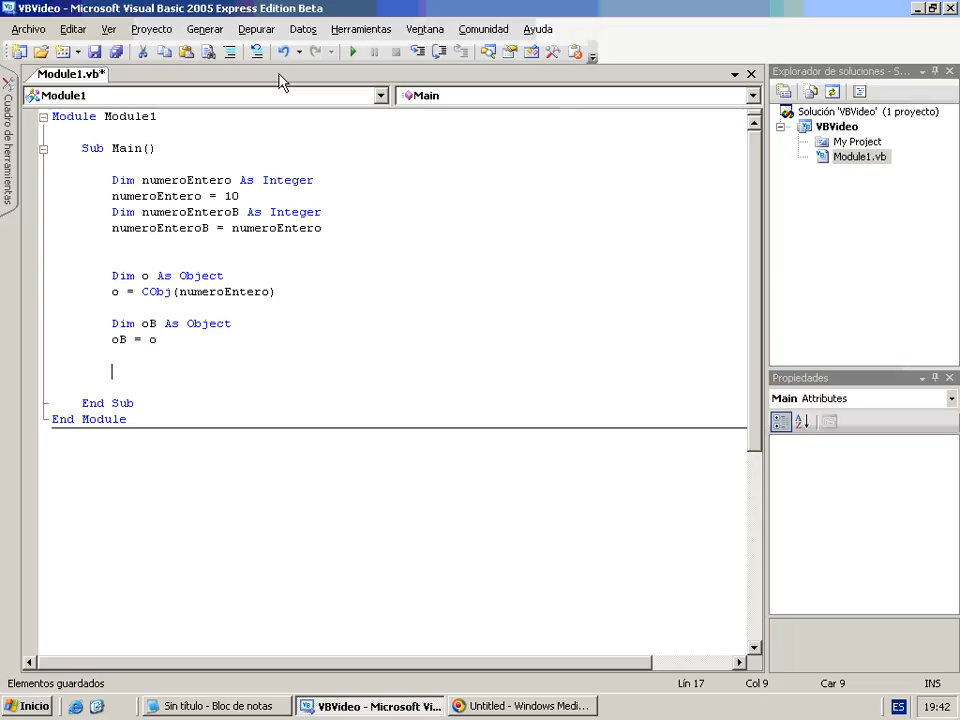 VBVideo - Microsoft Visual Basic 2005 Express Edition Beta
Archivo Editar Ver Proyecto Generar Depurar Datos Herramientas Ventana Comunidad Ayuda
Module1.vb*
Explorador de soluciones - S...
Module1
Main
Cuadro de herramientas
Solución 'VBVideo' (1 proyecto)
VBVideo
My Project
Module1.vb
Module Module1
Sub Main()
Dim numeroEntero As Integer
numeroEntero = 10
Dim numeroEnteroB As Integer
numeroEnteroB = numeroEntero
Dim o As Object
o = CObj(numeroEntero)
Dim oB As Object
oB = o
End Sub
End Module
Propiedades
Main Attributes
Elementos guardados
Lín 17
Col 9
Car 9
INS
Inicio
Sin título - Bloc de notas
VBVideo - Microsoft Vi...
Untitled - Windows Medi...
ES
19:42